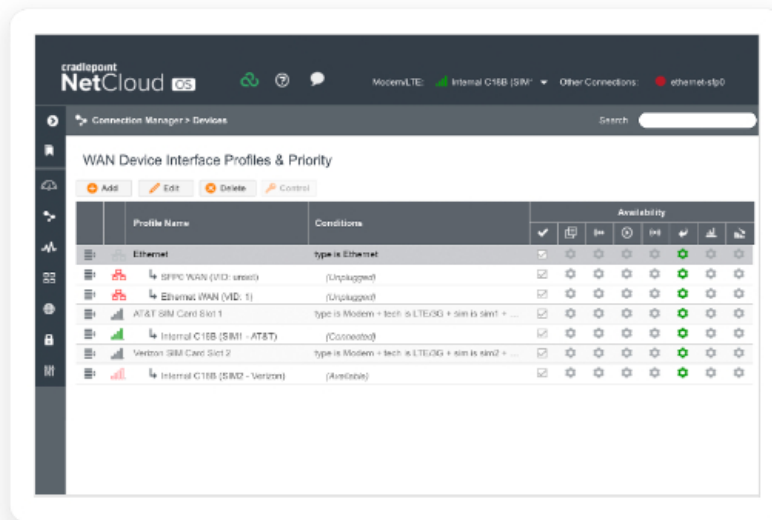 cradlepoint
NetCloud OS
Modem/LTE: Internal C18B (SIM* Other Connections: ethernet-sfp0
Connection Manager > Devices Search
WAN Device Interface Profiles & Priority
Add Edit Delete Control
Availability
Profile Name Conditions
Ethernet type is Ethernet
SFP0 WAN (VID: unset) (Unplugged)
Ethernet WAN (VID: 1) (Unplugged)
AT&T SIM Card Slot 1 type is Modem + tech is LTE/3G + sim is sim1 + ...
Internal C18B (SIM1 - AT&T) (Connected)
Verizon SIM Card Slot 2 type is Modem + tech is LTE/3G + sim is sim2 + ...
Internal C18B (SIM2 - Verizon) (Available)